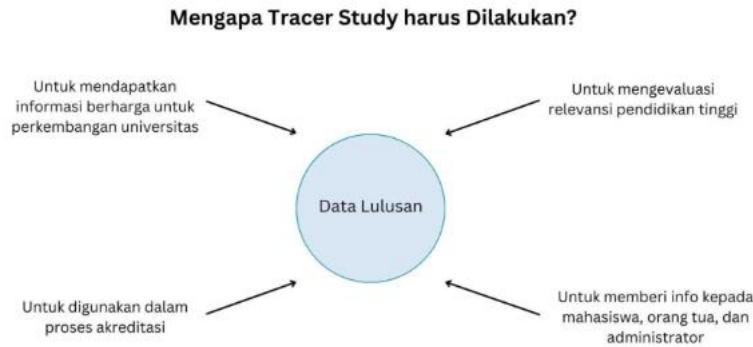 Mengapa Tracer Study harus Dilakukan?
Untuk mendapatkan
informasi berharga untuk
perkembangan universitas
Untuk mengevaluasi
relevansi pendidikan tinggi
Data Lulusan
Untuk digunakan dalam
proses akreditasi
Untuk memberi info kepada
mahasiswa, orang tua, dan
administrator